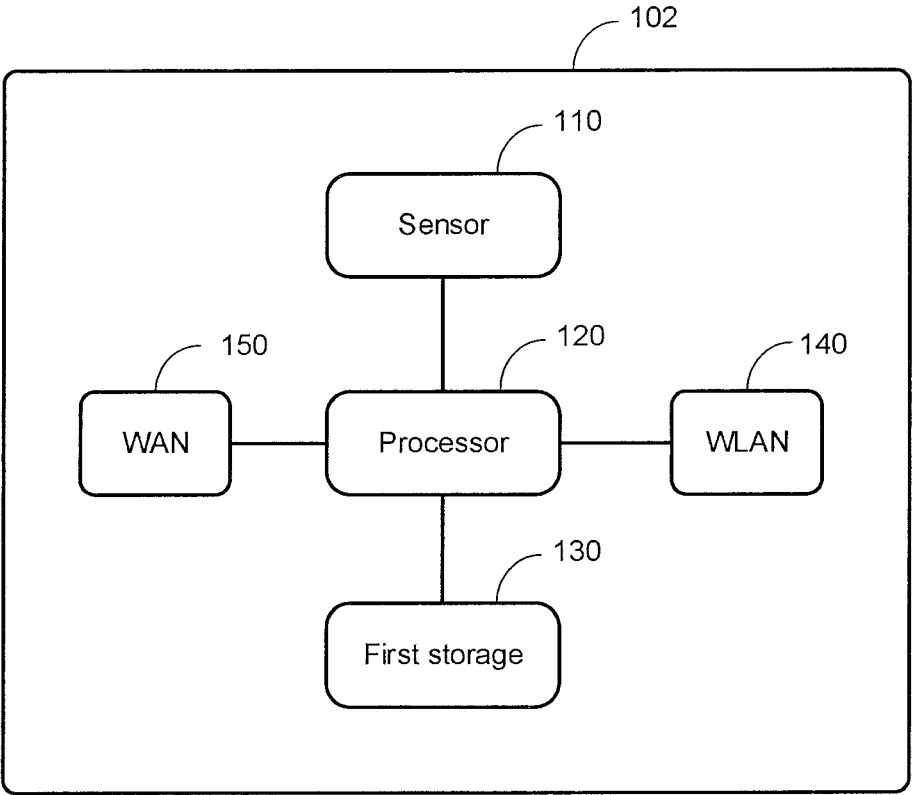 102
110
Sensor
150
120
140
WAN
Processor
WLAN
130
First storage